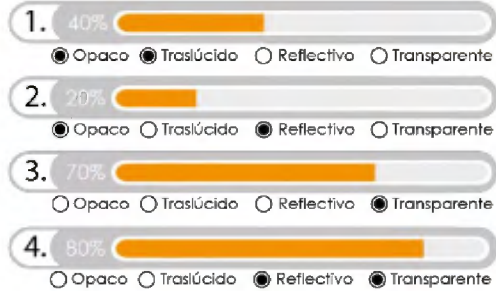 1. 40%
Opaco Traslúcido Reflectivo Transparente
2. 20%
Opaco Traslúcido Reflectivo Transparente
3. 70%
Opaco Traslúcido Reflectivo Transparente
4. 80%
Opaco Traslúcido Reflectivo Transparente